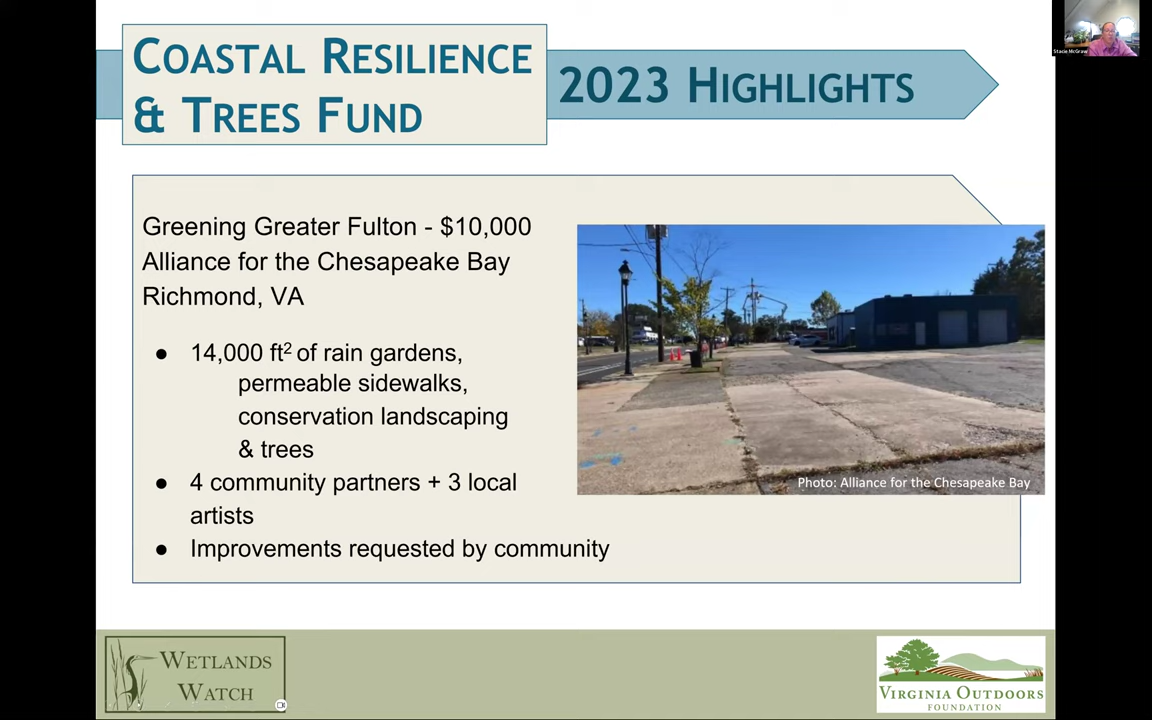 COASTAL RESILIENCE
& TREES FUND
2023 HIGHLIGHTS
Stacie McGraw
Greening Greater Fulton - $10,000
Alliance for the Chesapeake Bay
Richmond, VA
● 14,000 ft² of rain gardens,
permeable sidewalks,
conservation landscaping
& trees
● 4 community partners + 3 local
artists
● Improvements requested by community
Photo: Alliance for the Chesapeake Bay
WETLANDS
WATCH
VIRGINIA OUTDOORS
FOUNDATION